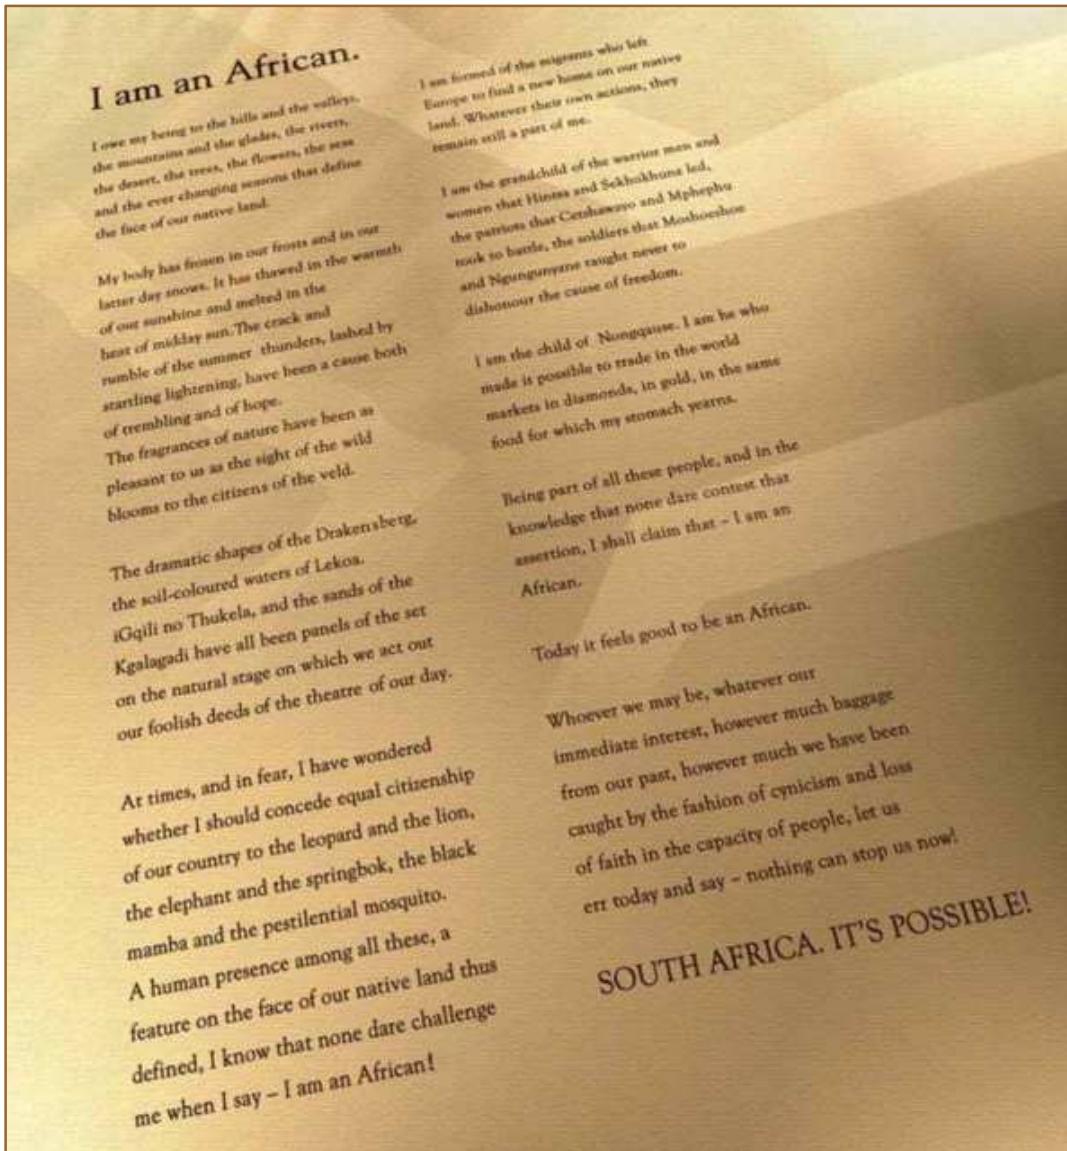 I am an African.
I owe my being to the hills and the valleys,
the mountains and the glades, the rivers,
the desert, the trees, the flowers, the seas
and the ever changing seasons that define
the face of our native land.
My body has frozen in our frosts and in our
latter day snows. It has thawed in the warmth
of our sunshine and melted in the
heat of midday sun.The crack and
rumble of the summer thunders, lashed by
startling lightening, have been a cause both
of trembling and of hope.
The fragrances of nature have been as
pleasant to us as the sight of the wild
blooms to the citizens of the veld.
The dramatic shapes of the Drakensberg,
the soil-coloured waters of Lekoa.
iGqili no Thukela, and the sands of the
Kgalagadi have all been panels of the set
on the natural stage on which we act out
our foolish deeds of the theatre of our day.
At times, and in fear, I have wondered
whether I should concede equal citizenship
of our country to the leopard and the lion,
the elephant and the springbok, the black
mamba and the pestilential mosquito.
A human presence among all these, a
feature on the face of our native land thus
defined, I know that none dare challenge
me when I say – I am an African!
I am formed of the migrants who left
Europe to find a new home on our native
land. Whatever their own actions, they
remain still a part of me.
I am the grandchild of the warrior men and
women that Hintsa and Sekhokhune led,
the patriots that Cetshawayo and Mphephu
took to battle, the soldiers that Moshoeshoe
and Ngungunyane taught never to
dishonour the cause of freedom.
I am the child of Nongqause. I am he who
made is possible to trade in the world
markets in diamonds, in gold, in the same
food for which my stomach yearns.
Being part of all these people, and in the
knowledge that none dare contest that
assertion, I shall claim that – I am an
African.
Today it feels good to be an African.
Whoever we may be, whatever our
immediate interest, however much baggage
from our past, however much we have been
caught by the fashion of cynicism and loss
of faith in the capacity of people, let us
err today and say – nothing can stop us now!
SOUTH AFRICA. IT'S POSSIBLE!